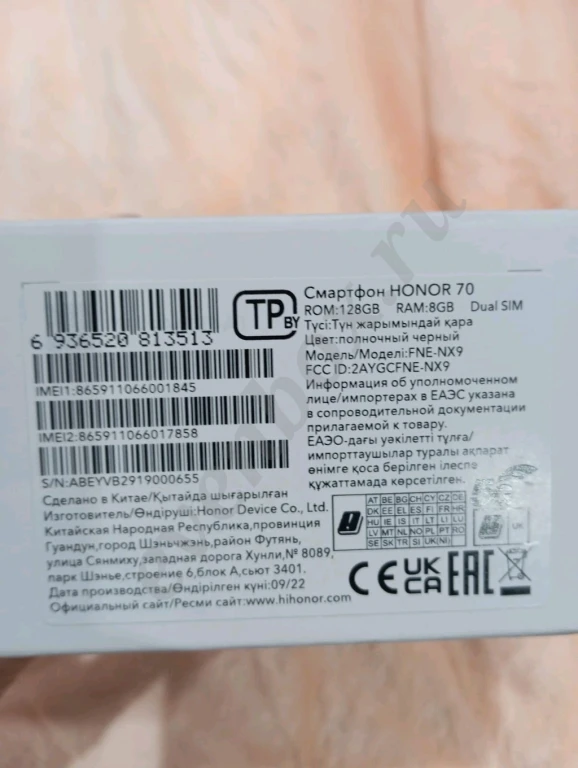 Смартфон HONOR 70
ROM:128GB RAM:8GB Dual SIM
Түсі:Түн жарымындай қара
Цвет:полночный черный
Модель/Моделі:FNE-NX9
FCC ID:2AYGCFNE-NX9
Информация об уполномоченном
лице/импортерах в ЕАЭС указана
в сопроводительной документации
прилагаемой к товару.
ЕАЭО-дағы уәкілетті тұлға/
импорттаушылар туралы ақпарат
өнімге қоса берілген ілеспе
құжаттамада көрсетілген.
TP BY
6 936520 813513
IMEI1:865911066001845
IMEI2:865911066017858
S/N:ABEYVB2919000655
Сделано в Китае/Қытайда шығарылған
Изготовитель/Өндіруші:Honor Device Co., Ltd.
Китайская Народная Республика,провинция
Гуандун,город Шэньчжэнь,район Футянь,
улица Сянмиху,западная дорога Хунли,№ 8089,
парк Шэнье,строение 6,блок А,сьют 3401.
Дата производства/Өндірілген күні:09/22
Официальный сайт/Ресми сайт:www.hihonor.com
AT BE BG CH CY CZ DE
DK EE EL ES FI FR HR
HU IE IS IT LT LI LU
LV MT NL NO PL PT RO
SE SK TR SI UK(NI)
UK
CE UK CA EAC